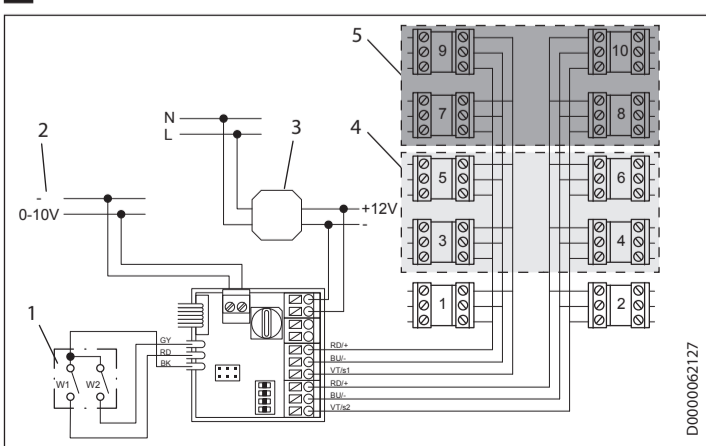 5
9
10
N
L
2
3
4
7
8
-
0-10V
+12V
-
5
6
3
4
1
1
2
GY
RD
BK
W1 W2
RD/+
BU/-
VT/s1
RD/+
BU/-
VT/s2
D0000062127